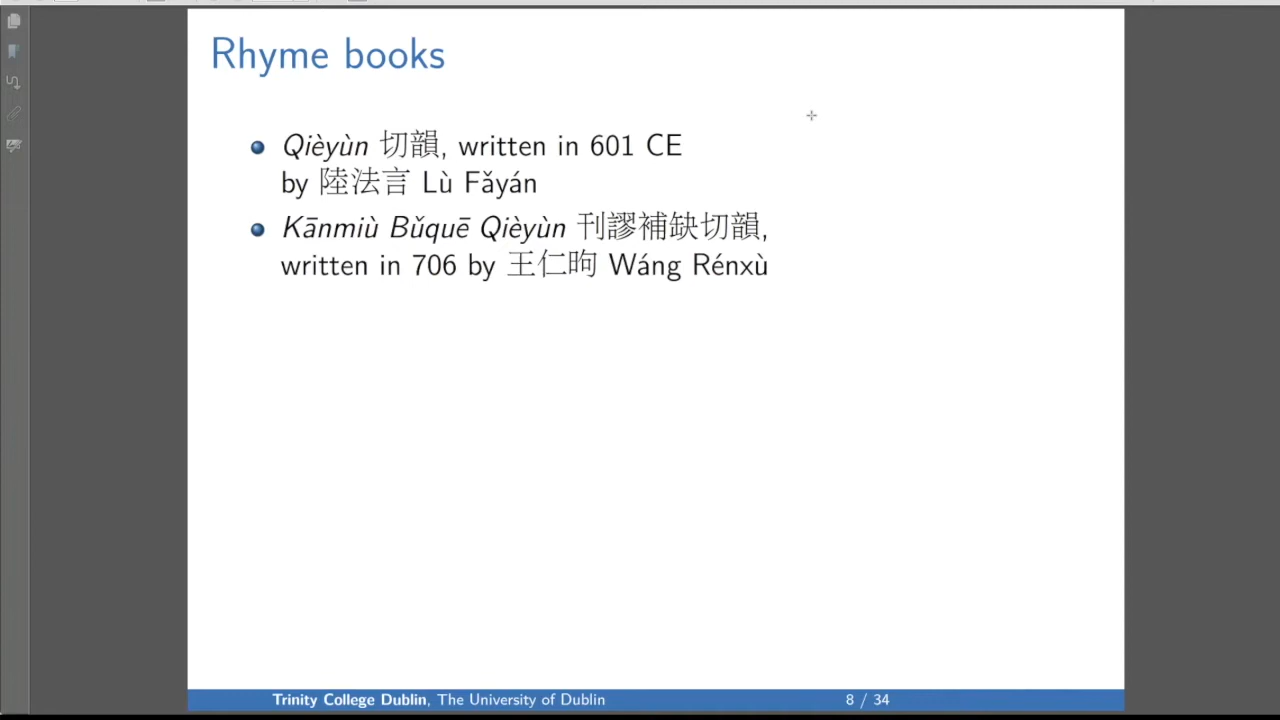 Rhyme books
Qièyùn 切韻, written in 601 CE
by 陸法言 Lù Fǎyán
Kānmiù Bǔquē Qièyùn 刊謬補缺切韻,
written in 706 by 王仁昫 Wáng Rénxù
Trinity College Dublin, The University of Dublin
8 / 34